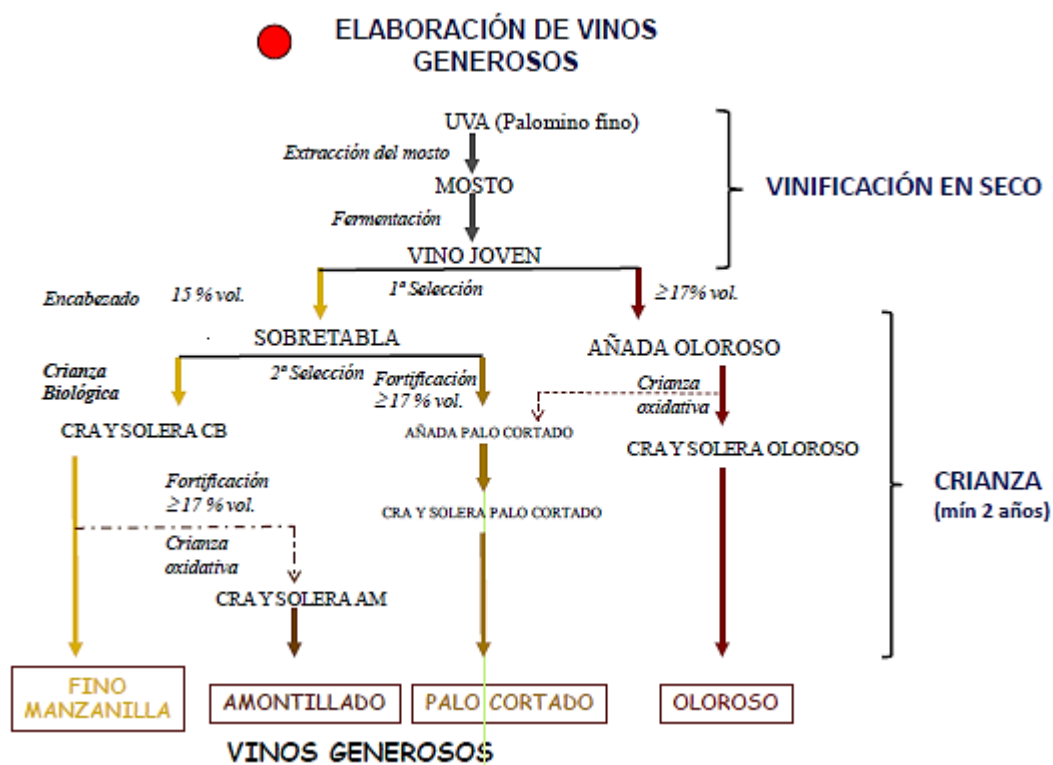 ELABORACIÓN DE VINOS
GENEROSOS
UVA (Palomino fino)
Extracción del mosto
MOSTO
VINIFICACIÓN EN SECO
Fermentación
VINO JOVEN
Encabezado
15 % vol.
1ª Selección
≥17% vol.
SOBRETABLA
AÑADA OLOROSO
Crianza
Biológica
2ª Selección
Fortificación
≥17 % vol.
Crianza
oxidativa
CRA Y SOLERA CB
AÑADA PALO CORTADO
CRA Y SOLERA OLOROSO
Fortificación
≥17 % vol.
CRIANZA
(mín 2 años)
CRA Y SOLERA PALO CORTADO
Crianza
oxidativa
CRA Y SOLERA AM
FINO
MANZANILLA
AMONTILLADO
PALO CORTADO
OLOROSO
VINOS GENEROSOS